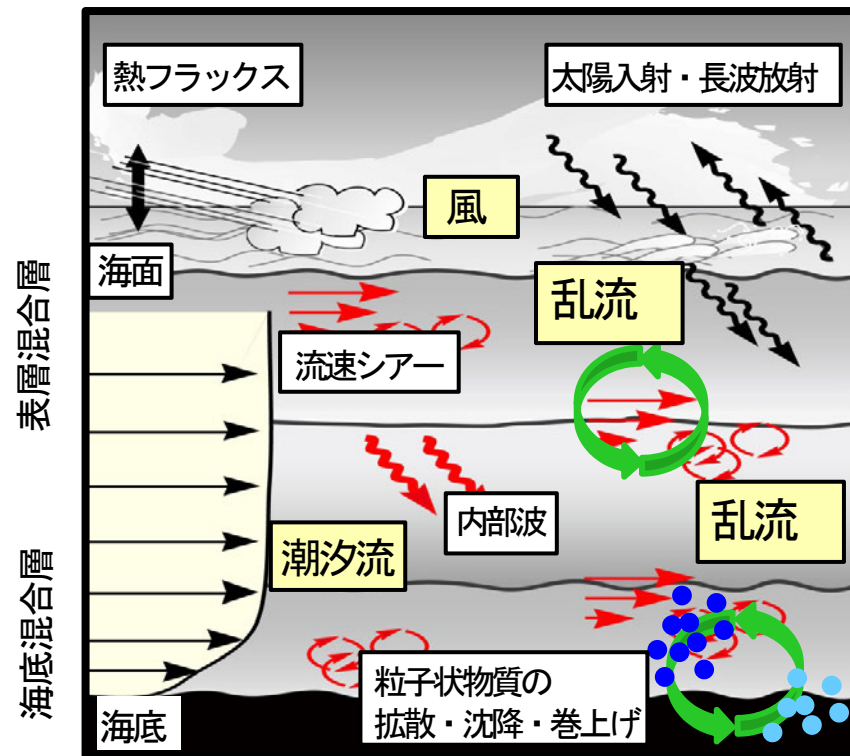 熱フラックス
太陽入射・長波放射
風
海面
乱流
表層混合層
流速シアー
内部波
乱流
潮汐流
海底混合層
粒子状物質の
拡散・沈降・巻上げ
海底